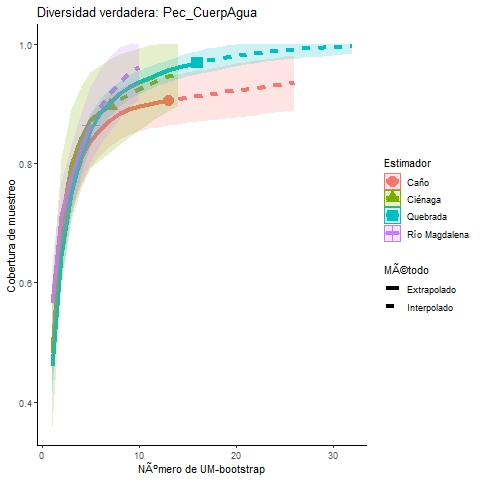 Diversidad verdadera: Pec_CuerpAgua
1.0
0.8
0.6
0.4
Cobertura de muestreo
0
10
20
30
NÃºmero de UM-bootstrap
Estimador
Caño
Ciénaga
Quebrada
Río Magdalena
MÃ©todo
Extrapolado
Interpolado